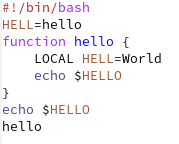 #!/bin/bash
HELL=hello
function hello {
    LOCAL HELL=World
    echo $HELLO
}
echo $HELLO
hello